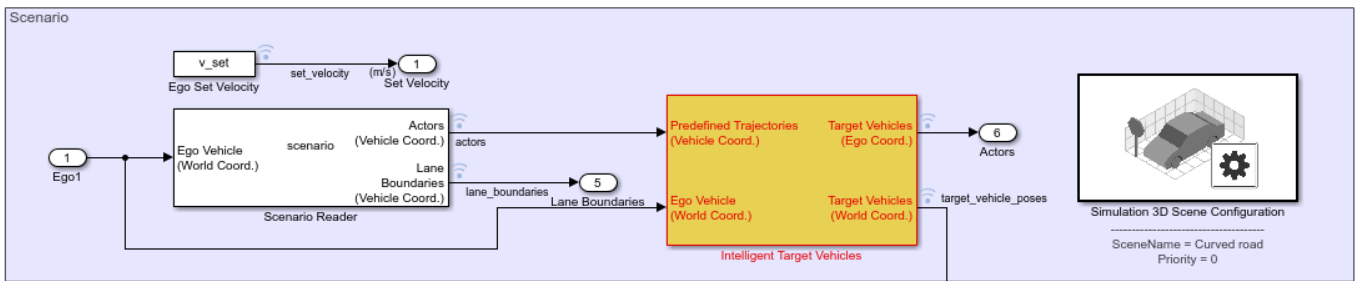 Scenario
v_set
Ego Set Velocity
set_velocity
(m/s)
1
Set Velocity
1
Ego1
Ego Vehicle
(World Coord.)
scenario
Actors
(Vehicle Coord.)
Lane
Boundaries
(Vehicle Coord.)
Scenario Reader
actors
lane_boundaries
5
Lane Boundaries
Predefined Trajectories
(Vehicle Coord.)
Ego Vehicle
(World Coord.)
Target Vehicles
(Ego Coord.)
Target Vehicles
(World Coord.)
Intelligent Target Vehicles
6
Actors
target_vehicle_poses
Simulation 3D Scene Configuration
--------------------------------------
SceneName = Curved road
Priority = 0